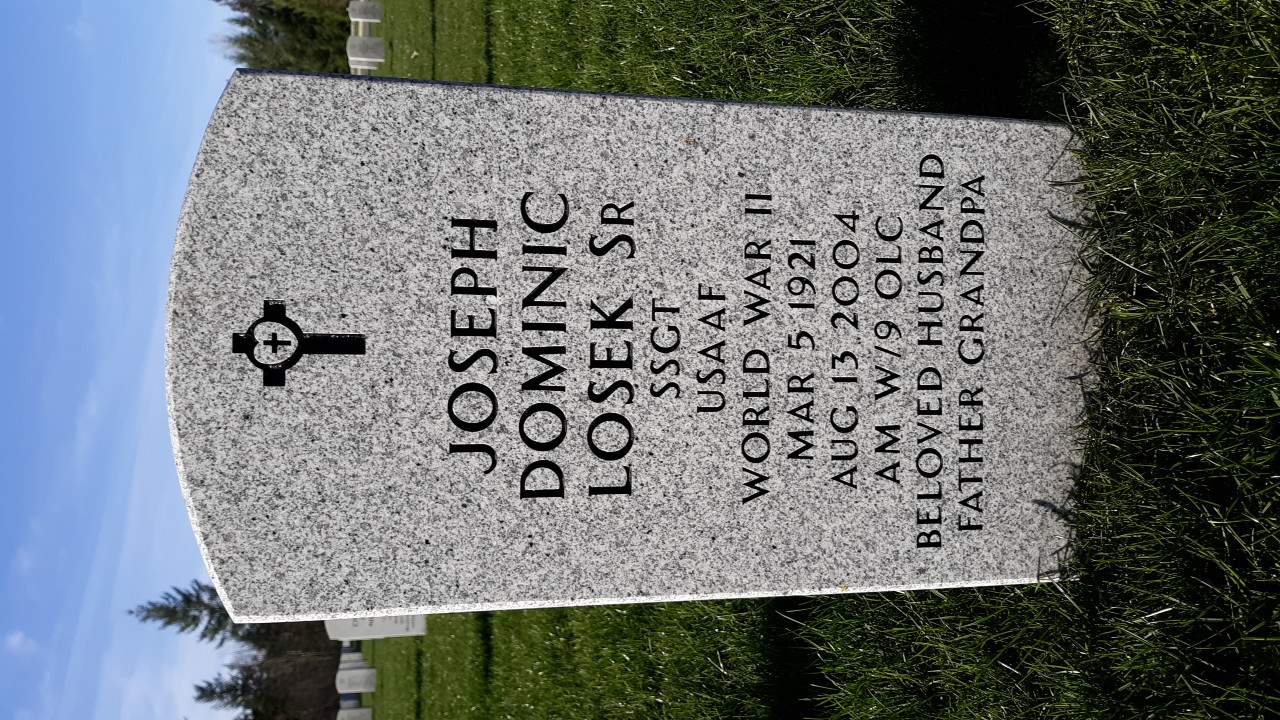 JOSEPH
DOMINIC
LOSEK SR
SSGT
USAAF
WORLD WAR II
MAR 5 1921
AUG 13 2004
AM W/9 OLC
BELOVED HUSBAND
FATHER GRANDPA